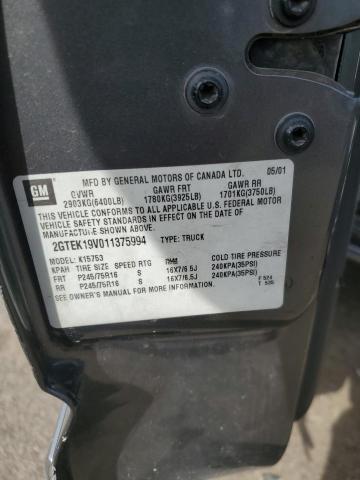 GM
MFD BY GENERAL MOTORS OF CANADA LTD. 05/01
GVWR GAWR FRT GAWR RR
2903KG(6400LB) 1780KG(3925LB) 1701KG(3750LB)
THIS VEHICLE CONFORMS TO ALL APPLICABLE U.S. FEDERAL MOTOR
VEHICLE SAFETY STANDARDS IN EFFECT ON THE DATE OF
MANUFACTURE SHOWN ABOVE.
2GTEK19V011375994 TYPE: TRUCK
MODEL: K15753
KPAH TIRE SIZE SPEED RTG RIM COLD TIRE PRESSURE
FRT P245/75R16 S 16X7/6.5J 240KPA(35PSI)
RR P245/75R16 S 16X7/6.5J 240KPA(35PSI)
SEE OWNER'S MANUAL FOR MORE INFORMATION.
F 524
T 535